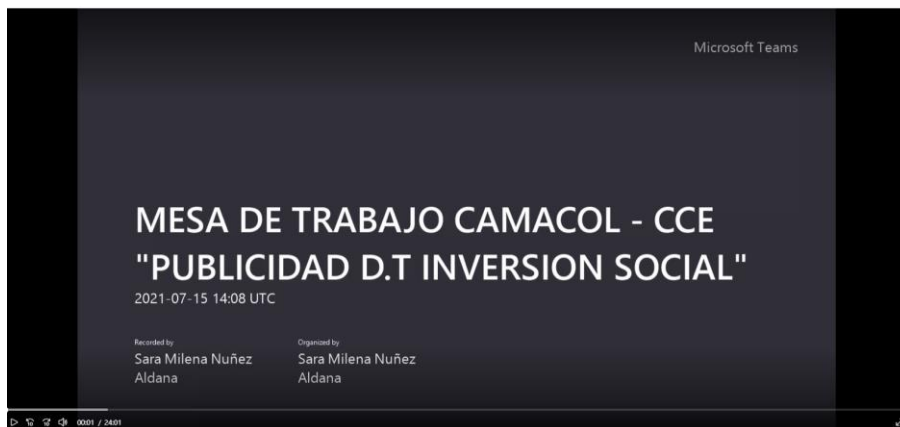 Microsoft Teams
MESA DE TRABAJO CAMACOL - CCE
"PUBLICIDAD D.T INVERSION SOCIAL"
2021-07-15 14:08 UTC
Recorded by
Sara Milena Nuñez
Aldana
Organized by
Sara Milena Nuñez
Aldana
00:01 / 24:01